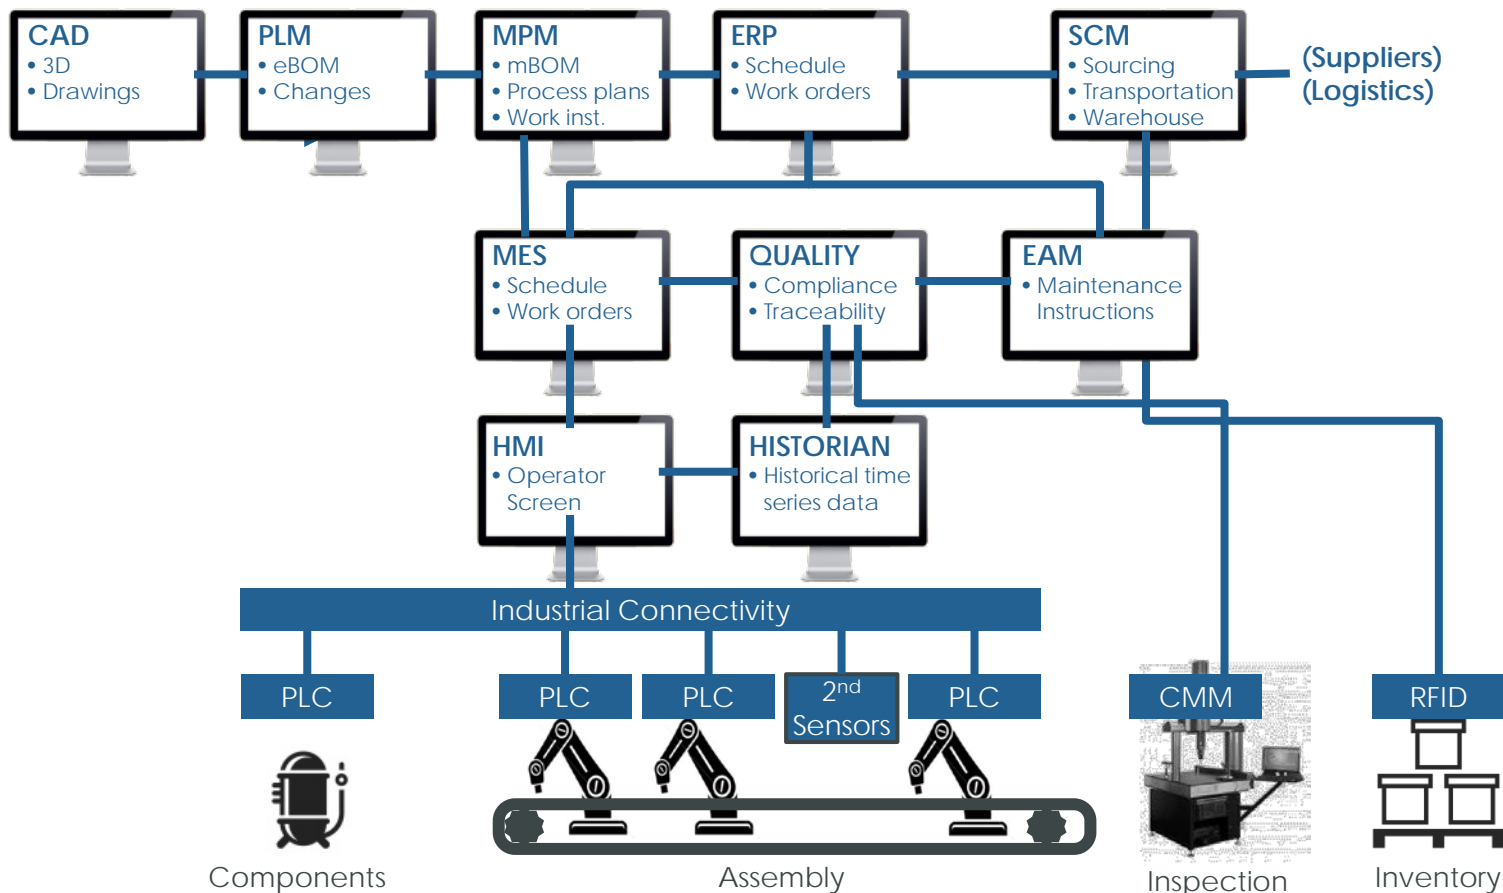 CAD
• 3D
• Drawings
PLM
• eBOM
• Changes
MPM
• mBOM
• Process plans
• Work inst.
ERP
• Schedule
• Work orders
SCM
• Sourcing
• Transportation
• Warehouse
(Suppliers)
(Logistics)
MES
• Schedule
• Work orders
QUALITY
• Compliance
• Traceability
EAM
• Maintenance
Instructions
HMI
• Operator
Screen
HISTORIAN
• Historical time
series data
Industrial Connectivity
PLC
PLC
PLC
2nd
Sensors
PLC
CMM
RFID
Components
Assembly
Inspection
Inventory